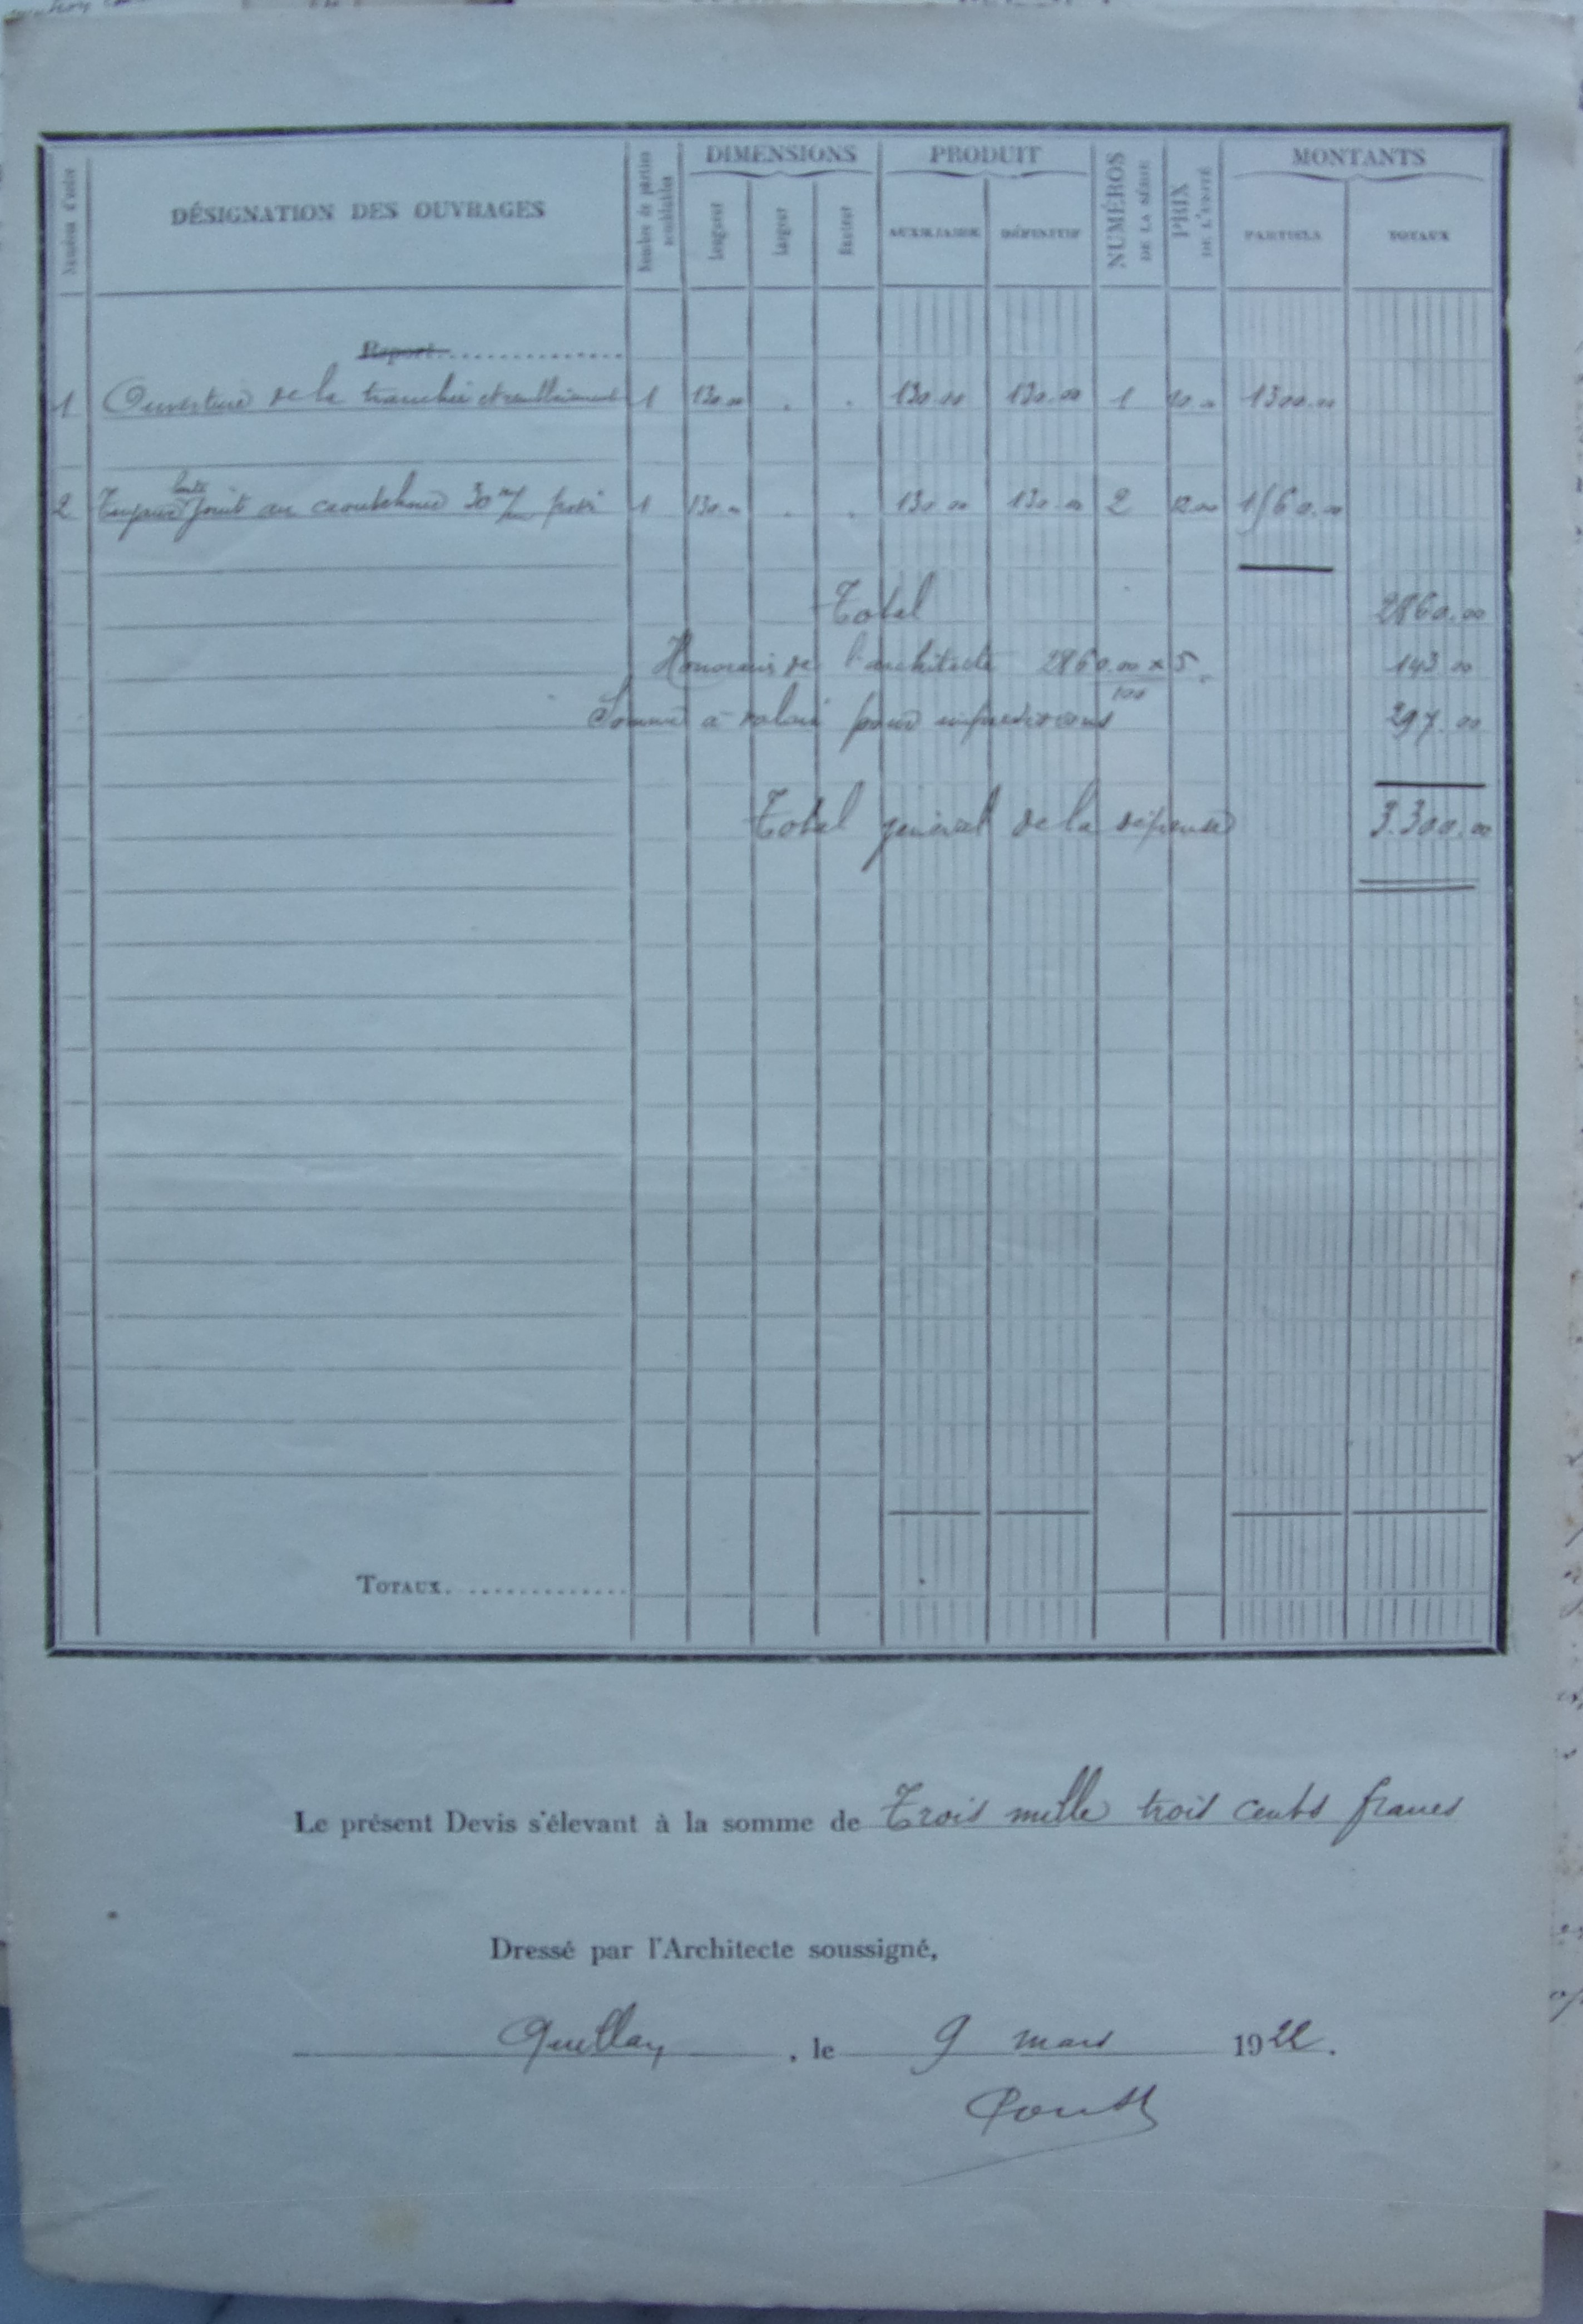 DIMENSIONS PRODUIT MONTANTS
Numéros d'ordre DÉSIGNATION DES OUVRAGES Nombre de parties semblables Longueur Largeur Hauteur AUXILIAIRE DÉFINITIF NUMÉROS DE LA SÉRIE PRIX DE L'UNITÉ PARTIELS TOTAUX
Report
1 Ouverture de la tranchée et remblaiement 1 130.00 . . 130.00 130.00 1 10.00 1300.00
fonte
2 Tuyaux joint au caoutchouc 30 m/m posé 1 130.00 . . 130.00 130.00 2 12.00 1560.00
Total 2860.00
Honoraires de l'architecte 2860.00 x 5 143.00
100
Somme à valoir pour imprévisions 297.00
Total général de la dépense 3.300.00
TOTAUX
Le présent Devis s'élevant à la somme de Trois mille trois cents francs
Dressé par l'Architecte soussigné,
Quillan, le 9 mars 1922.